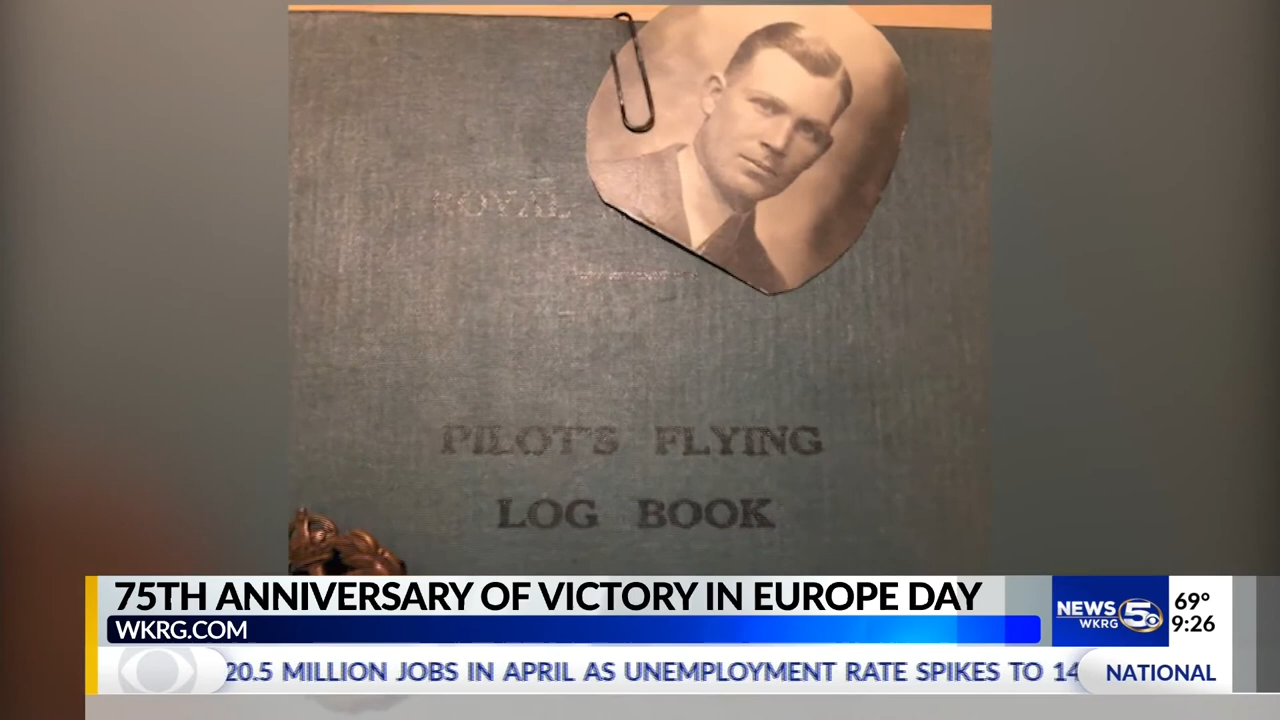 ROYAL
PILOT'S FLYING
LOG BOOK
75TH ANNIVERSARY OF VICTORY IN EUROPE DAY
WKRG.COM
NEWS 5
WKRG
69°
9:26
20.5 MILLION JOBS IN APRIL AS UNEMPLOYMENT RATE SPIKES TO 14
NATIONAL